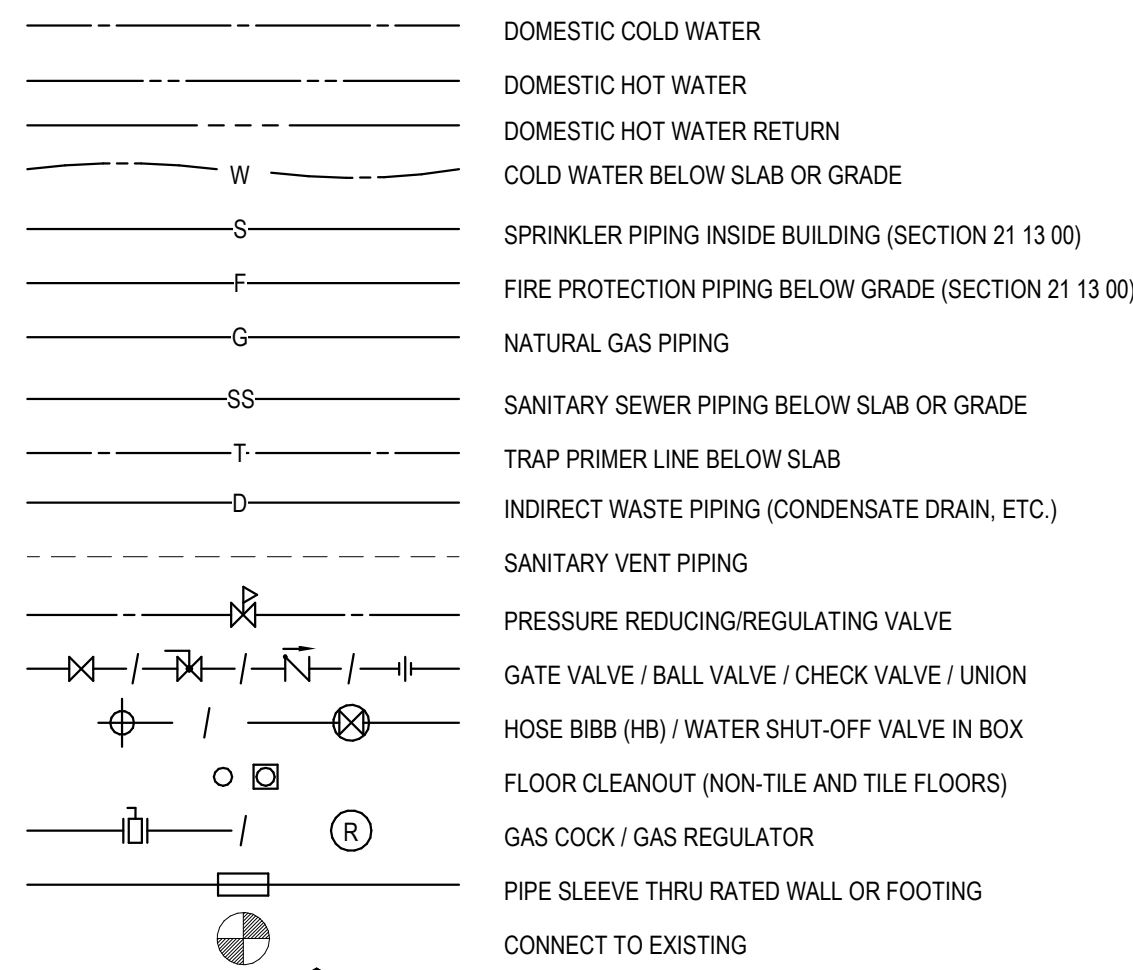 DOMESTIC COLD WATER
DOMESTIC HOT WATER
DOMESTIC HOT WATER RETURN
W COLD WATER BELOW SLAB OR GRADE
S SPRINKLER PIPING INSIDE BUILDING (SECTION 21 13 00)
F FIRE PROTECTION PIPING BELOW GRADE (SECTION 21 13 00)
G NATURAL GAS PIPING
SS SANITARY SEWER PIPING BELOW SLAB OR GRADE
T TRAP PRIMER LINE BELOW SLAB
D INDIRECT WASTE PIPING (CONDENSATE DRAIN, ETC.)
SANITARY VENT PIPING
PRESSURE REDUCING/REGULATING VALVE
/ / / GATE VALVE / BALL VALVE / CHECK VALVE / UNION
/ HOSE BIBB (HB) / WATER SHUT-OFF VALVE IN BOX
FLOOR CLEANOUT (NON-TILE AND TILE FLOORS)
/ R GAS COCK / GAS REGULATOR
PIPE SLEEVE THRU RATED WALL OR FOOTING
CONNECT TO EXISTING